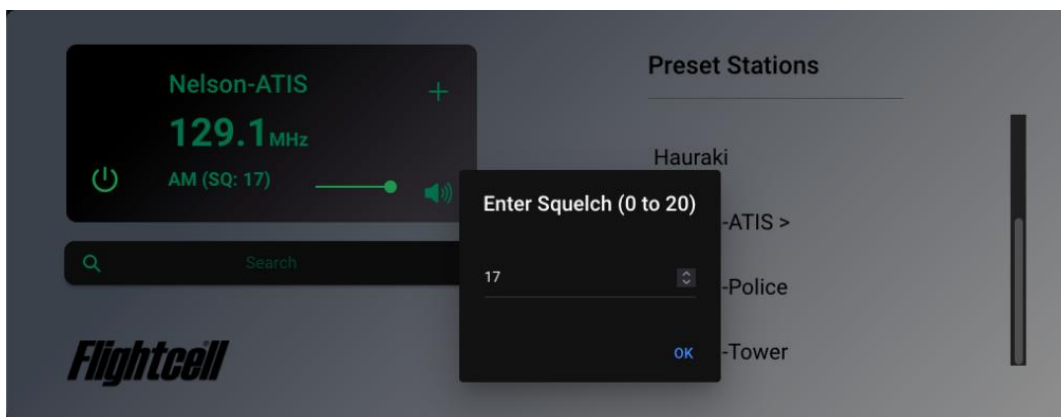 Nelson-ATIS
129.1MHz
AM (SQ: 17)
Search
Flightcell
Preset Stations
Hauraki
-ATIS >
-Police
-Tower
Enter Squelch (0 to 20)
17
OK